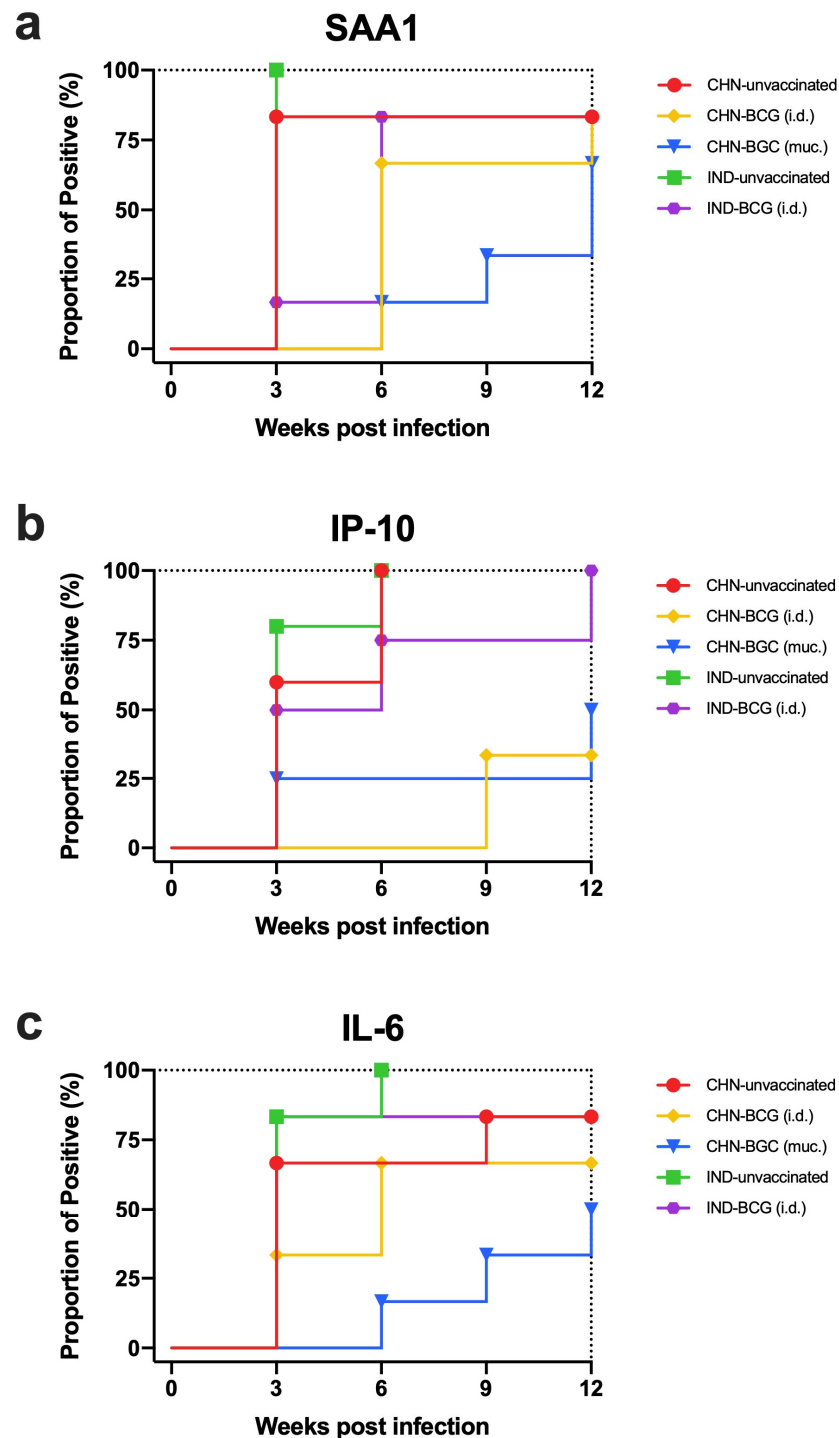 a
SAA1
Proportion of Positive (%)
100
75
50
25
0
0 3 6 9 12
Weeks post infection
CHN-unvaccinated
CHN-BCG (i.d.)
CHN-BGC (muc.)
IND-unvaccinated
IND-BCG (i.d.)
b
IP-10
Proportion of Positive (%)
100
75
50
25
0
0 3 6 9 12
Weeks post infection
CHN-unvaccinated
CHN-BCG (i.d.)
CHN-BGC (muc.)
IND-unvaccinated
IND-BCG (i.d.)
c
IL-6
Proportion of Positive (%)
100
75
50
25
0
0 3 6 9 12
Weeks post infection
CHN-unvaccinated
CHN-BCG (i.d.)
CHN-BGC (muc.)
IND-unvaccinated
IND-BCG (i.d.)